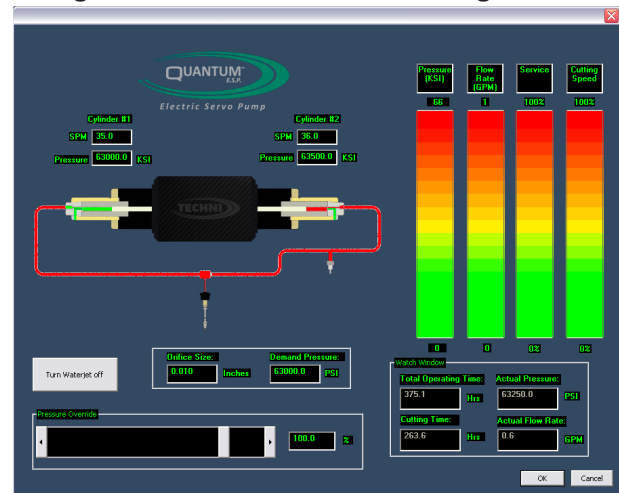 QUANTUM™
E.S.P.
Electric Servo Pump
Cylinder #1
SPM 35.0
Pressure 63000.0 KSI
Cylinder #2
SPM 36.0
Pressure 63500.0 KSI
TECHNI
Pressure (KSI)
Flow Rate (GPM)
Service
Cutting Speed
66 1 100% 100%
0 0 0% 0%
Turn Waterjet off
Orifice Size:
0.010 Inches
Demand Pressure:
63000.0 PSI
Watch Window
Total Operating Time:
375.1 Hrs
Actual Pressure:
63250.0 PSI
Cutting Time:
263.6 Hrs
Actual Flow Rate:
0.6 GPM
Pressure Override
100.0 %
OK Cancel